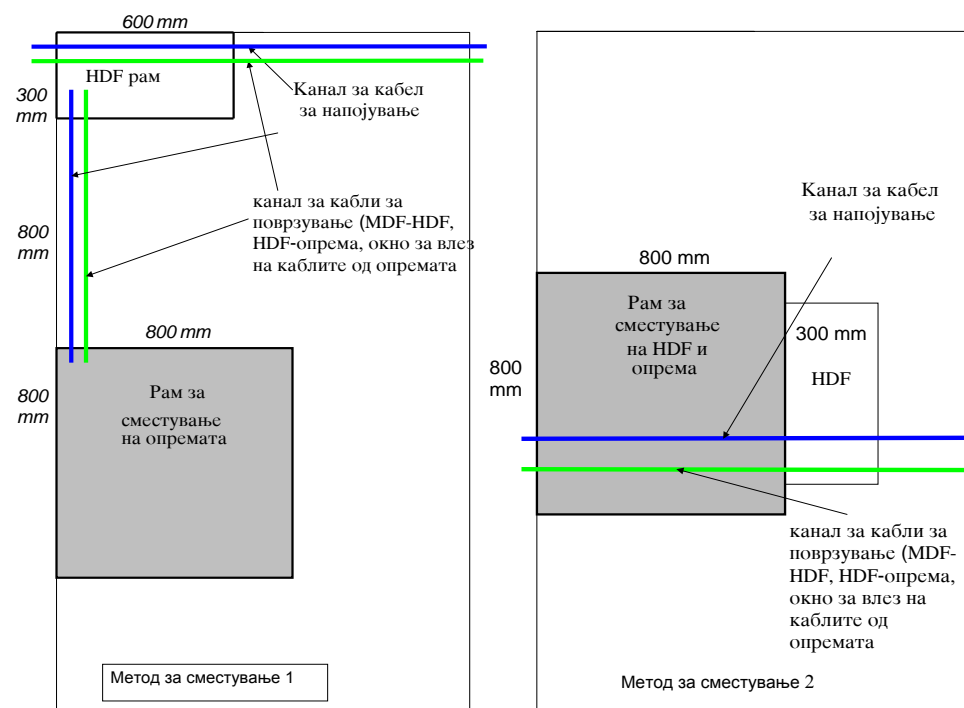 600 mm
HDF рам
300
mm
Канал за кабел
за напојување
канал за кабли за
поврзување (MDF-HDF,
HDF-опрема, окно за влез
на каблите од опремата
800
mm
800 mm
800
mm
Рам за
сместување
на опремата
Метод за сместување 1
Канал за кабел
за напојување
800 mm
Рам за
сместување
на HDF и
опрема
800
mm
300 mm
HDF
канал за кабли за
поврзување (MDF-
HDF, HDF-опрема,
окно за влез на
каблите од
опремата
Метод за сместување 2